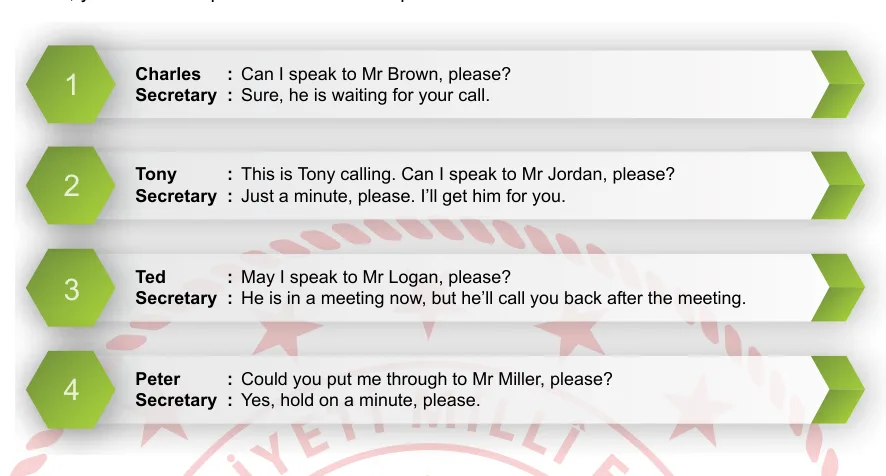 1
Charles : Can I speak to Mr Brown, please?
Secretary : Sure, he is waiting for your call.
2
Tony : This is Tony calling. Can I speak to Mr Jordan, please?
Secretary : Just a minute, please. I’ll get him for you.
3
Ted : May I speak to Mr Logan, please?
Secretary : He is in a meeting now, but he’ll call you back after the meeting.
4
Peter : Could you put me through to Mr Miller, please?
Secretary : Yes, hold on a minute, please.
İYETİ MİLLÎ E